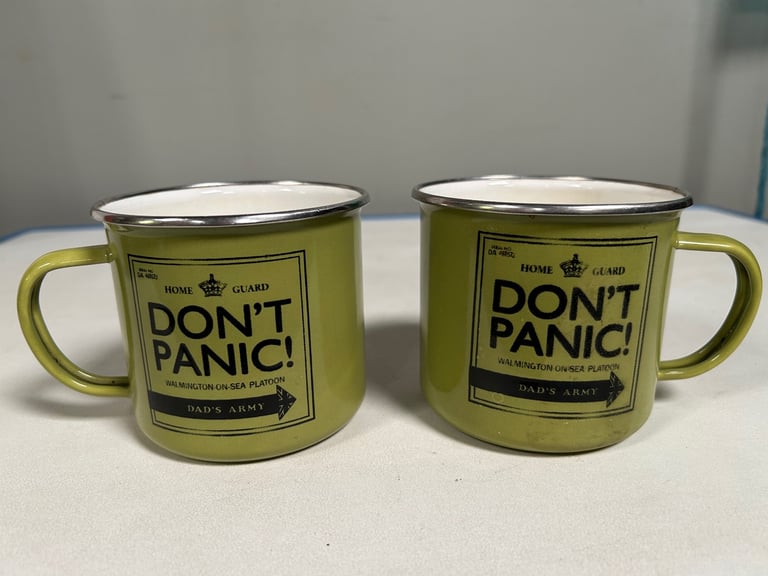 HOME GUARD
DON'T
PANIC!
WALMINGTON-ON-SEA PLATOON
DAD'S ARMY
HOME GUARD
DON'T
PANIC!
WALMINGTON-ON-SEA PLATOON
DAD'S ARMY